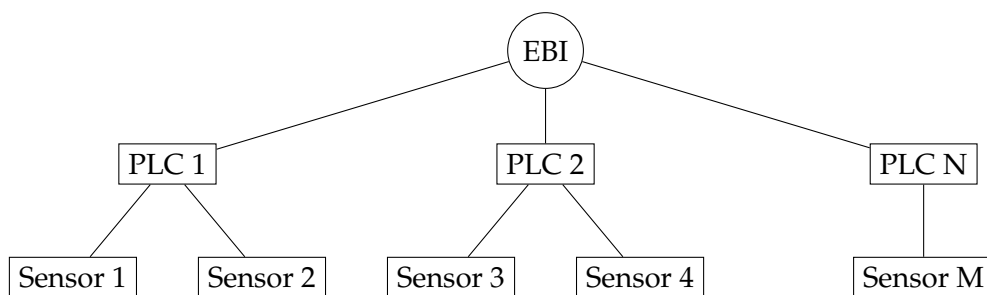 EBI
PLC 1
PLC 2
PLC N
Sensor 1
Sensor 2
Sensor 3
Sensor 4
Sensor M